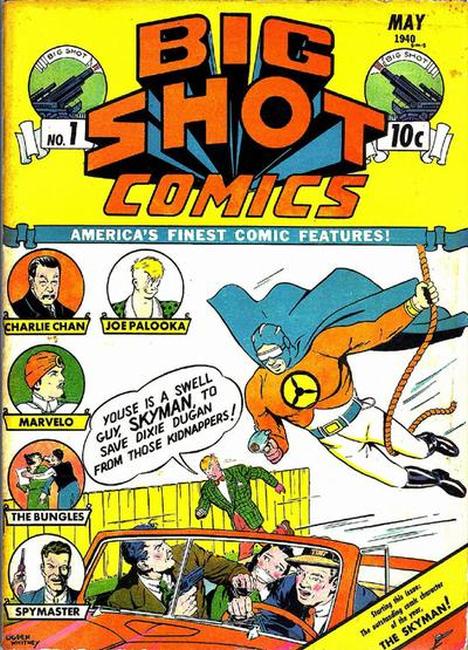 BIG
SHOT
COMICS
MAY
1940
BIG SHOT
BIG SHOT
NO. 1
10c
AMERICA'S FINEST COMIC FEATURES!
CHARLIE CHAN
JOE PALOOKA
MARVELO
THE BUNGLES
SPYMASTER
YOUSE IS A SWELL
GUY, SKYMAN, TO
SAVE DIXIE DUGAN
FROM THOSE KIDNAPPERS!
Starting this issue:
The outstanding comic character
of the year,
THE SKYMAN!
OGDEN
WHITNEY